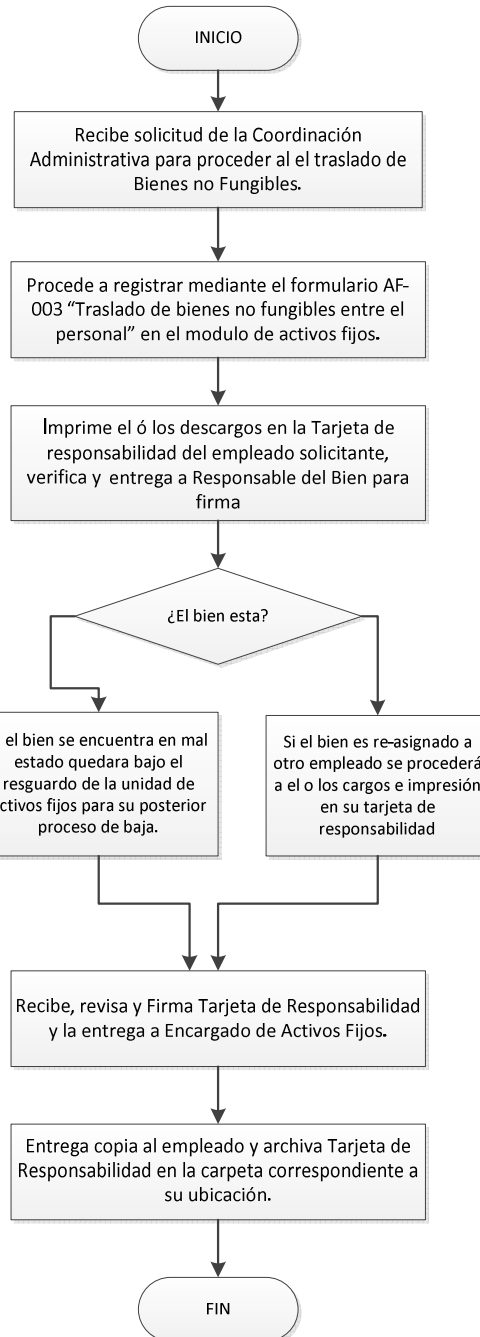 INICIO
Recibe solicitud de la Coordinación
Administrativa para proceder al el traslado de
Bienes no Fungibles.
Procede a registrar mediante el formulario AF-
003 “Traslado de bienes no fungibles entre el
personal” en el modulo de activos fijos.
Imprime el ó los descargos en la Tarjeta de
responsabilidad del empleado solicitante,
verifica y entrega a Responsable del Bien para
firma
¿El bien esta?
el bien se encuentra en mal
estado quedara bajo el
resguardo de la unidad de
ctivos fijos para su posterior
proceso de baja.
Si el bien es re-asignado a
otro empleado se procederá
a el o los cargos e impresión
en su tarjeta de
responsabilidad
Recibe, revisa y Firma Tarjeta de Responsabilidad
y la entrega a Encargado de Activos Fijos.
Entrega copia al empleado y archiva Tarjeta de
Responsabilidad en la carpeta correspondiente a
su ubicación.
FIN